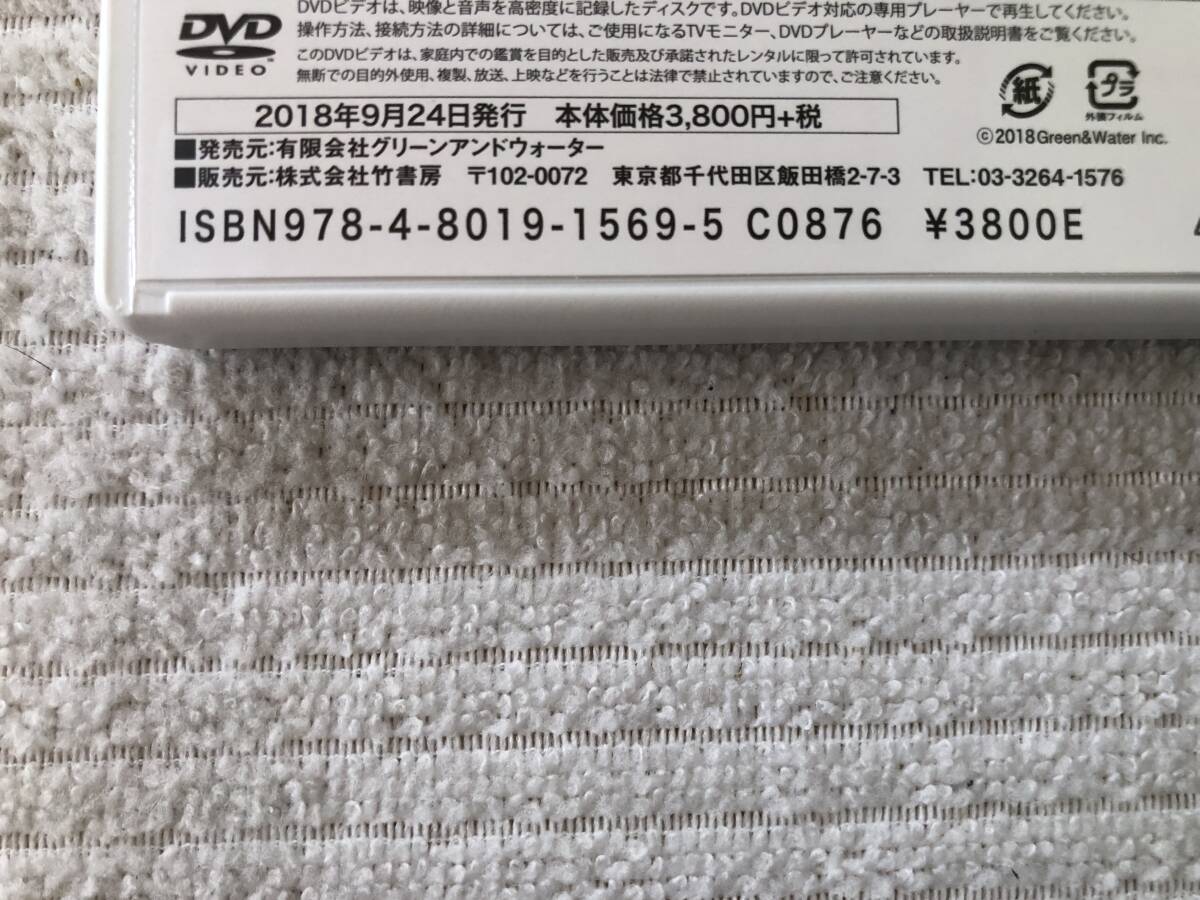 DVDビデオは、映像と音声を高密度に記録したディスクです。DVDビデオ対応の専用プレーヤーで再生してください。
操作方法、接続方法の詳細については、ご使用になるTVモニター、DVDプレーヤーなどの取扱説明書をご覧ください。
このDVDビデオは、家庭内での鑑賞を目的とした販売及び承諾されたレンタルに限って許可されています。
無断での目的外使用、複製、放送、上映などを行うことは法律で禁止されていますので、ご注意ください。
DVD
VIDEO
紙
プラ
外装フィルム
©2018Green&Water Inc.
2018年9月24日発行 本体価格3,800円+税
■発売元:有限会社グリーンアンドウォーター
■販売元:株式会社竹書房 〒102-0072 東京都千代田区飯田橋2-7-3 TEL:03-3264-1576
ISBN978-4-8019-1569-5 C0876 ¥3800E